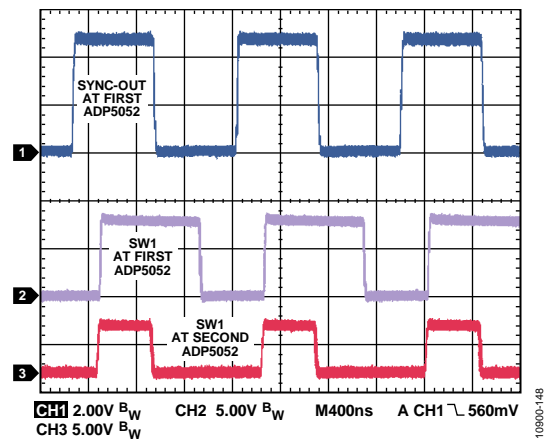 SYNC-OUT
AT FIRST
ADP5052
1
SW1
AT FIRST
ADP5052
2
SW1
AT SECOND
ADP5052
3
CH1 2.00V BW CH2 5.00V BW M400ns A CH1 ⹂ 560mV
CH3 5.00V BW
10900-148